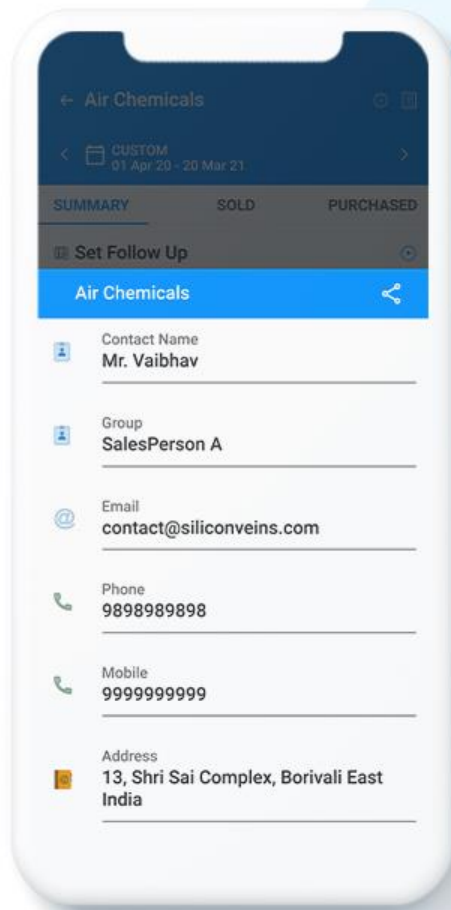 Air Chemicals
CUSTOM
01 Apr 20 - 20 Mar 21
SUMMARY SOLD PURCHASED
Set Follow Up
Air Chemicals
Contact Name
Mr. Vaibhav
Group
SalesPerson A
Email
contact@siliconveins.com
Phone
9898989898
Mobile
9999999999
Address
13, Shri Sai Complex, Borivali East
India